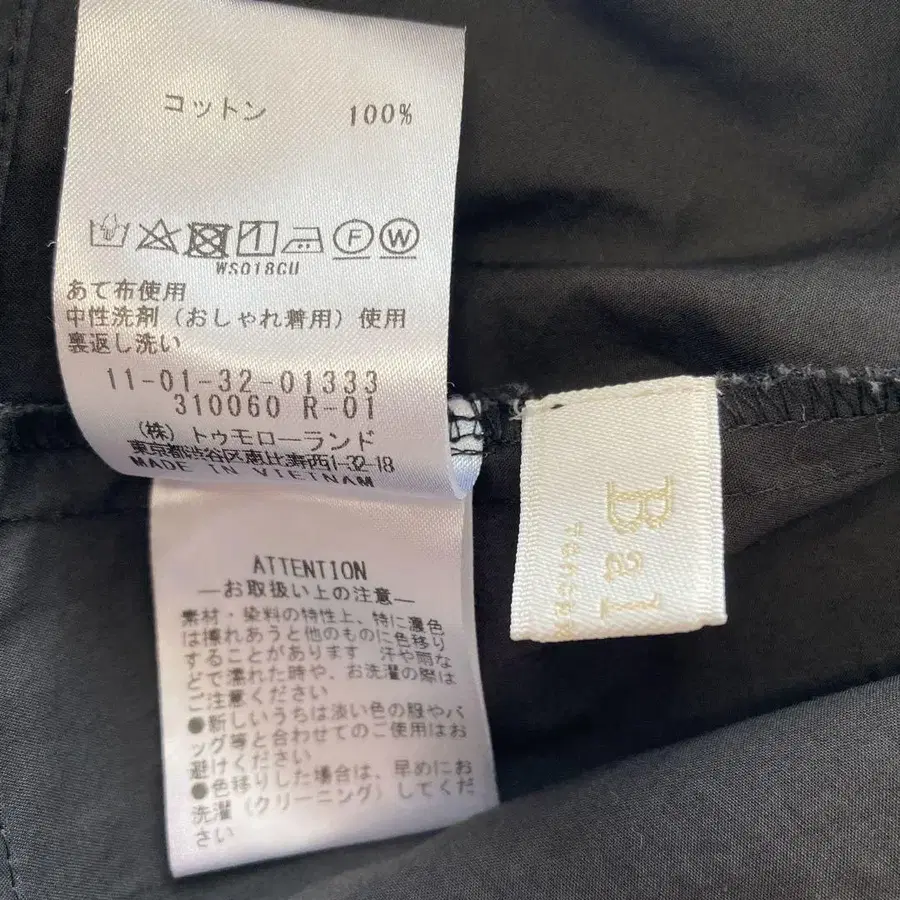 コットン 100%
F W
WS018CU
あて布使用
中性洗剤（おしゃれ着用）使用
裏返し洗い
11-01-32-01333
310060 R-01
（株）トゥモローランド
東京都渋谷区恵比寿西1-32-18
MADE IN VIETNAM
ATTENTION
―お取扱い上の注意―
素材・染料の特性上、特に濃色
は擦れあうと他のものに色移り
することがあります 汗や雨な
どで濡れた時や、お洗濯の際は
ご注意ください
●新しいうちは淡い色の服やバ
ッグ等と合わせてのご使用はお
避けください
●色移りした場合は、早めにお
洗濯（クリーニング）してくだ
さい
Bal